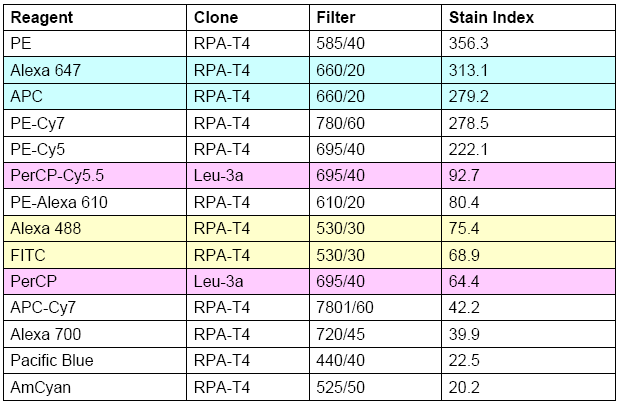 Reagent Clone Filter Stain Index
PE RPA-T4 585/40 356.3
Alexa 647 RPA-T4 660/20 313.1
APC RPA-T4 660/20 279.2
PE-Cy7 RPA-T4 780/60 278.5
PE-Cy5 RPA-T4 695/40 222.1
PerCP-Cy5.5 Leu-3a 695/40 92.7
PE-Alexa 610 RPA-T4 610/20 80.4
Alexa 488 RPA-T4 530/30 75.4
FITC RPA-T4 530/30 68.9
PerCP Leu-3a 695/40 64.4
APC-Cy7 RPA-T4 7801/60 42.2
Alexa 700 RPA-T4 720/45 39.9
Pacific Blue RPA-T4 440/40 22.5
AmCyan RPA-T4 525/50 20.2